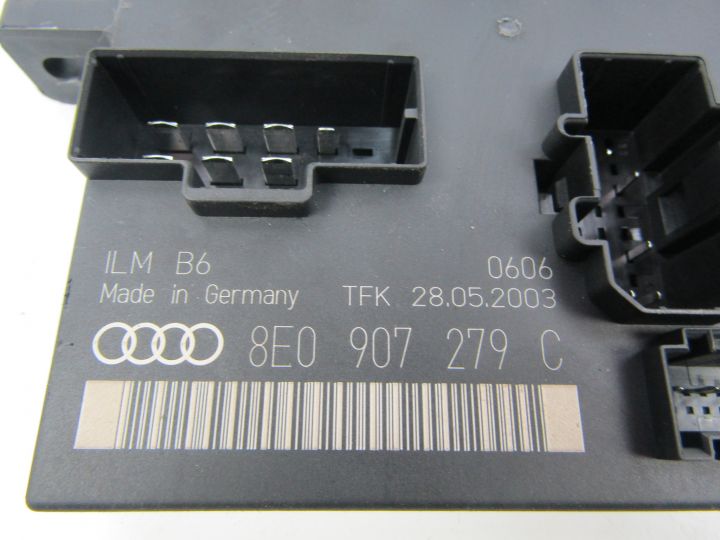 ILM B6 0606
Made in Germany TFK 28.05.2003
8E0 907 279 C